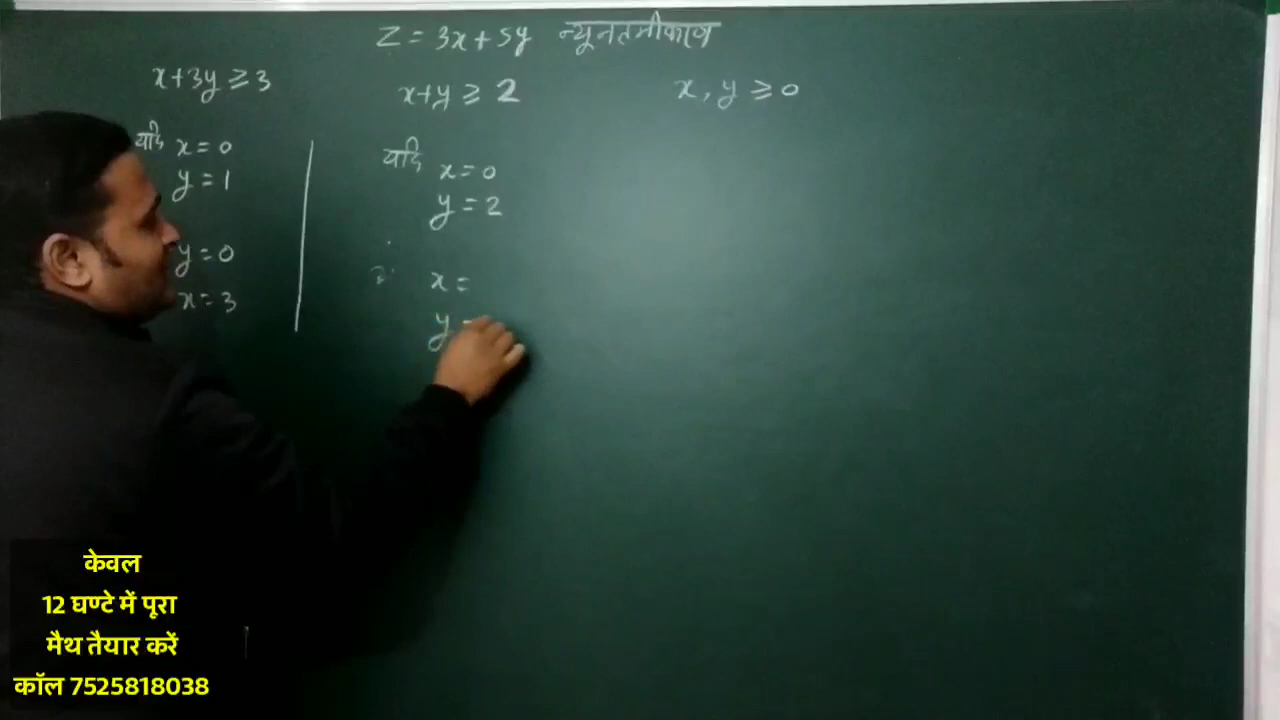 Z = 3x + 5y न्यूनतमीकरण
x+3y ≥ 3
x+y ≥ 2
x, y ≥ 0
यदि x = 0
y = 1
y = 0
x = 3
यदि x = 0
y = 2
x =
y =
केवल
12 घण्टे में पूरा
मैथ तैयार करें
कॉल 7525818038